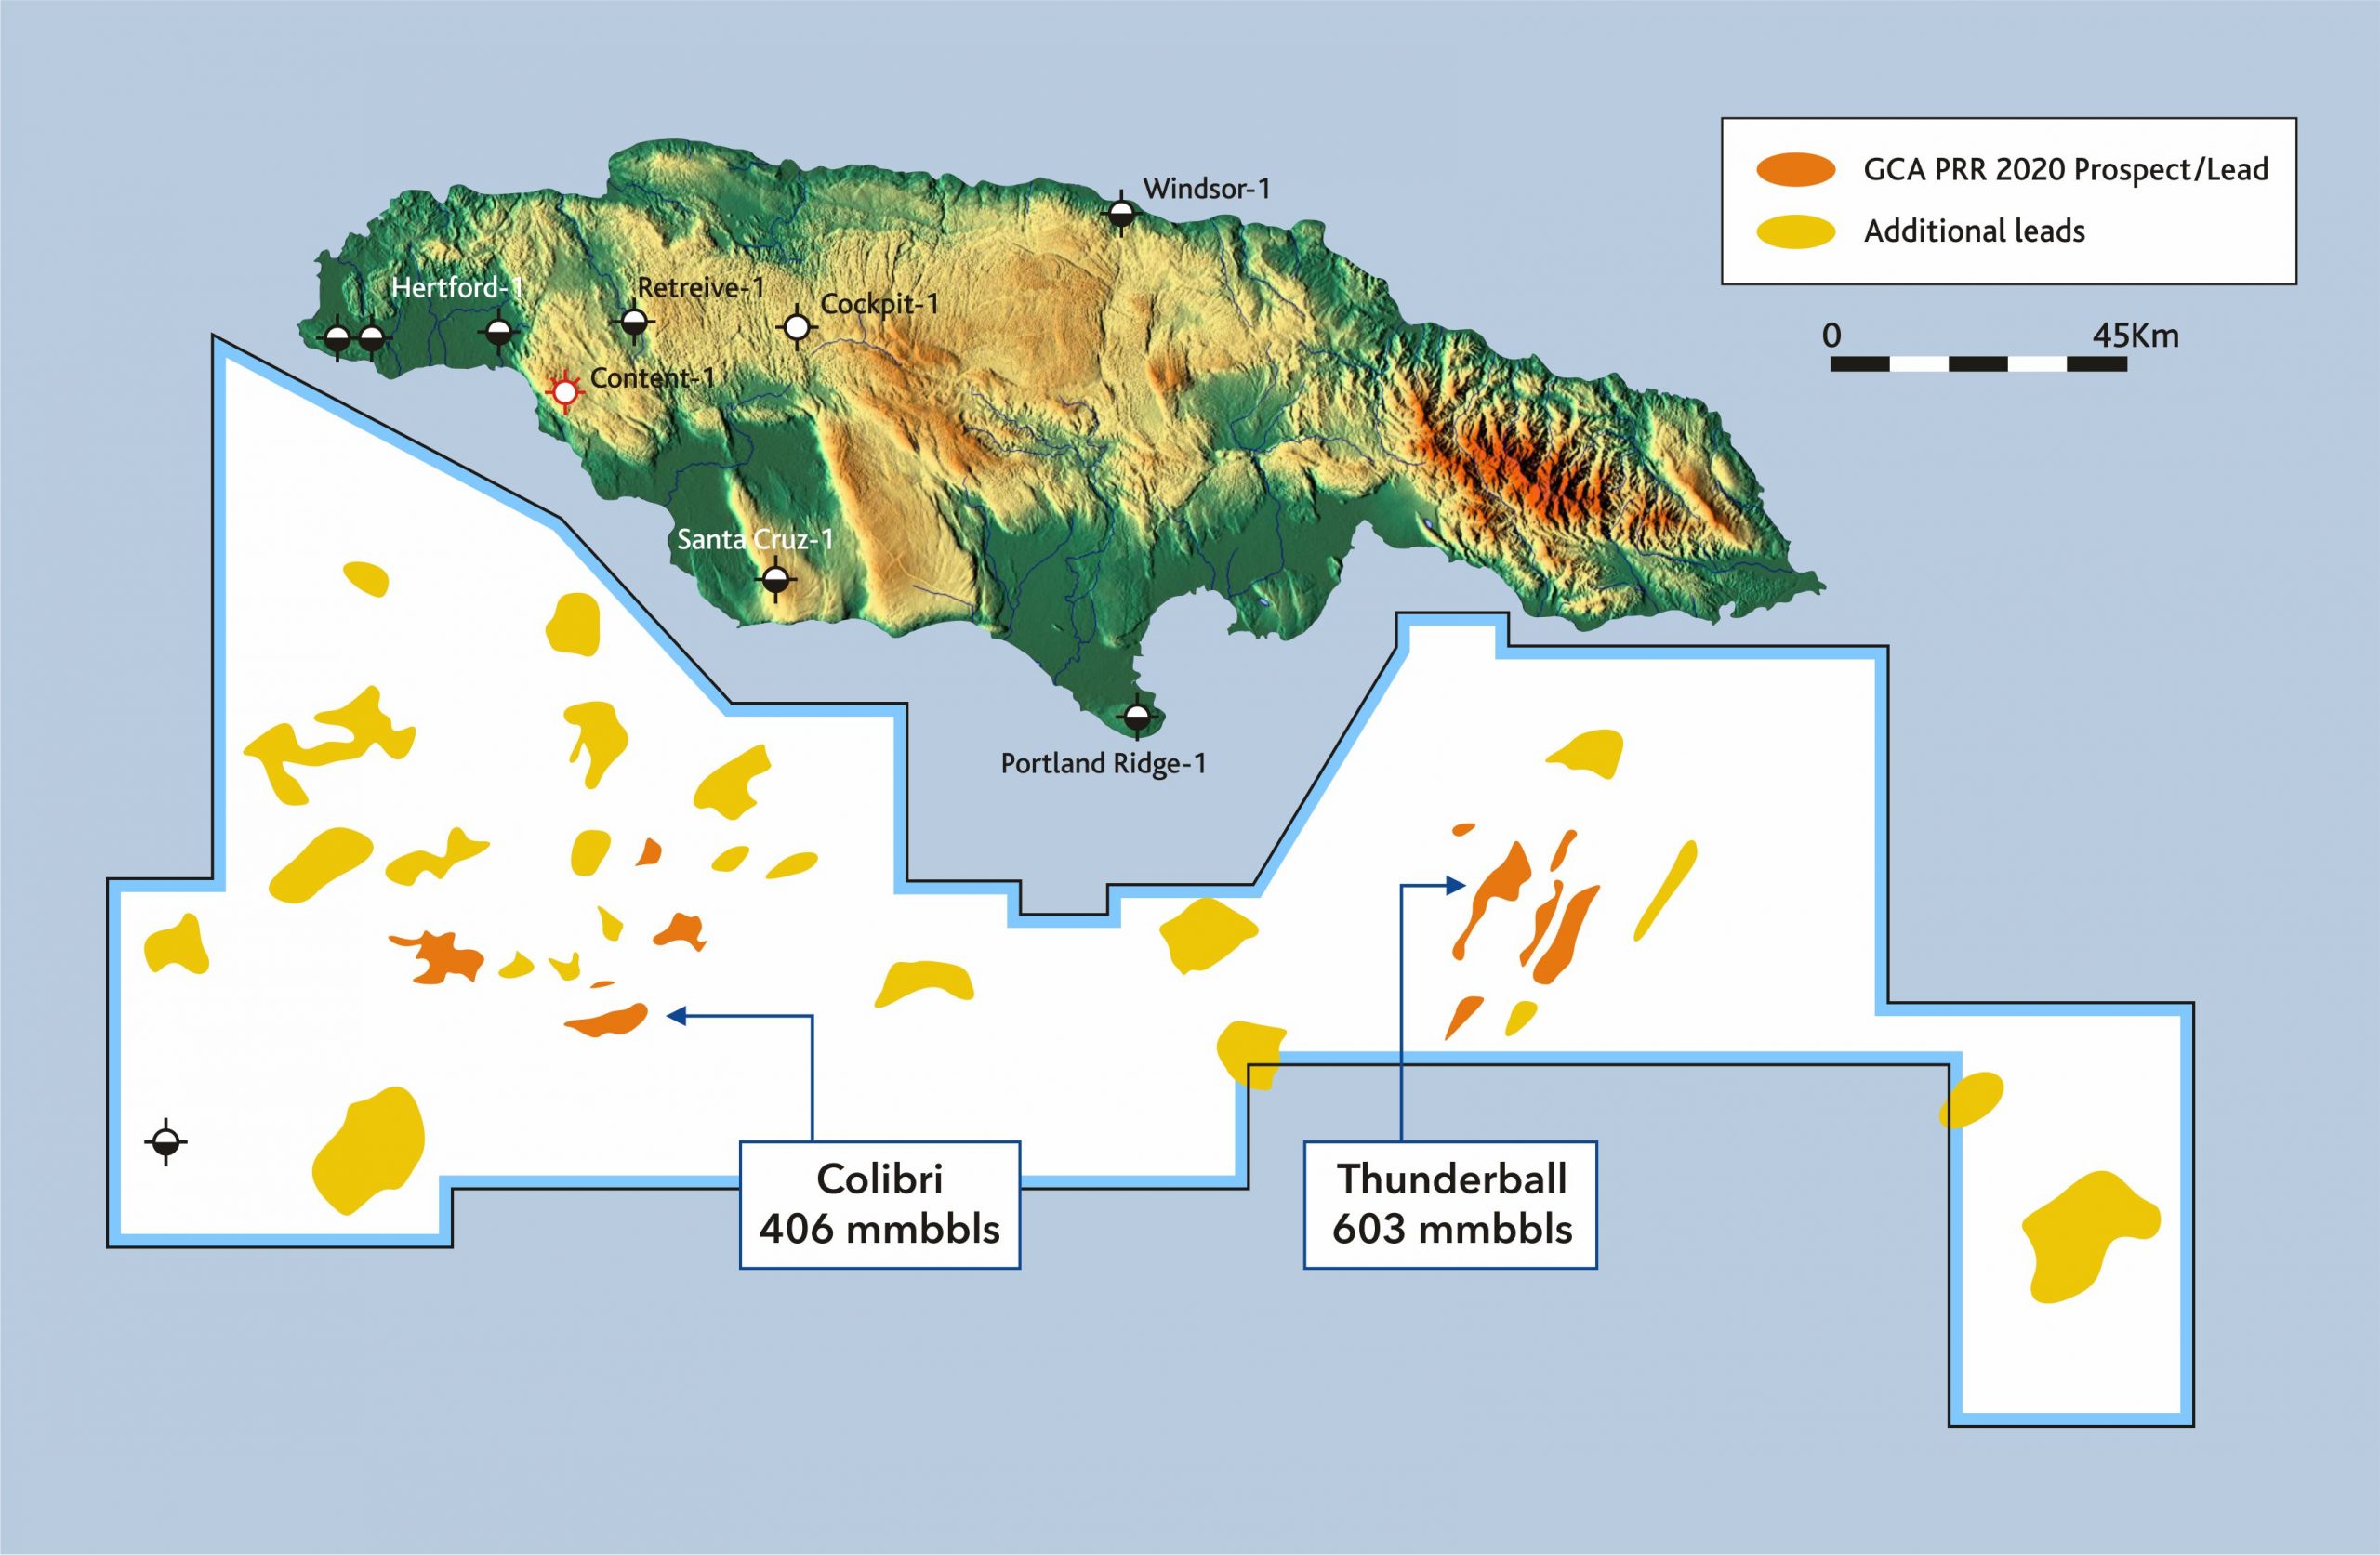 Windsor-1
GCA PRR 2020 Prospect/Lead
Additional leads
0 45Km
Hertford-1
Retreive-1
Cockpit-1
Content-1
Santa Cruz-1
Portland Ridge-1
Colibri
406 mmbbls
Thunderball
603 mmbbls